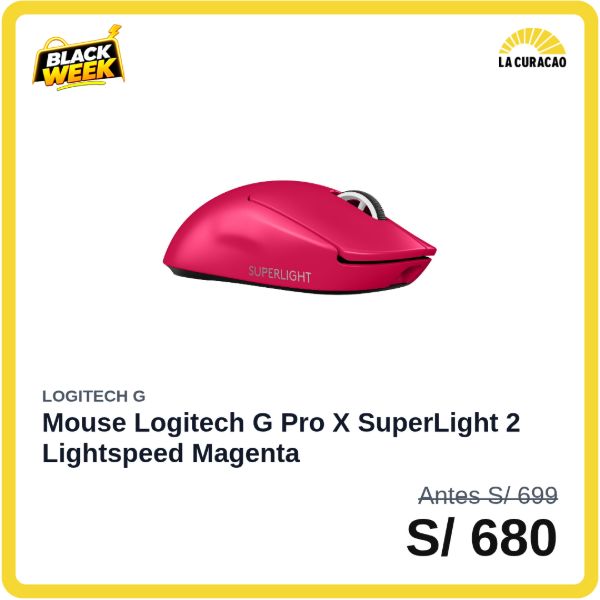 BLACK
WEEK
LA CURACAO
SUPERLIGHT
LOGITECH G
Mouse Logitech G Pro X SuperLight 2
Lightspeed Magenta
Antes S/ 699
S/ 680